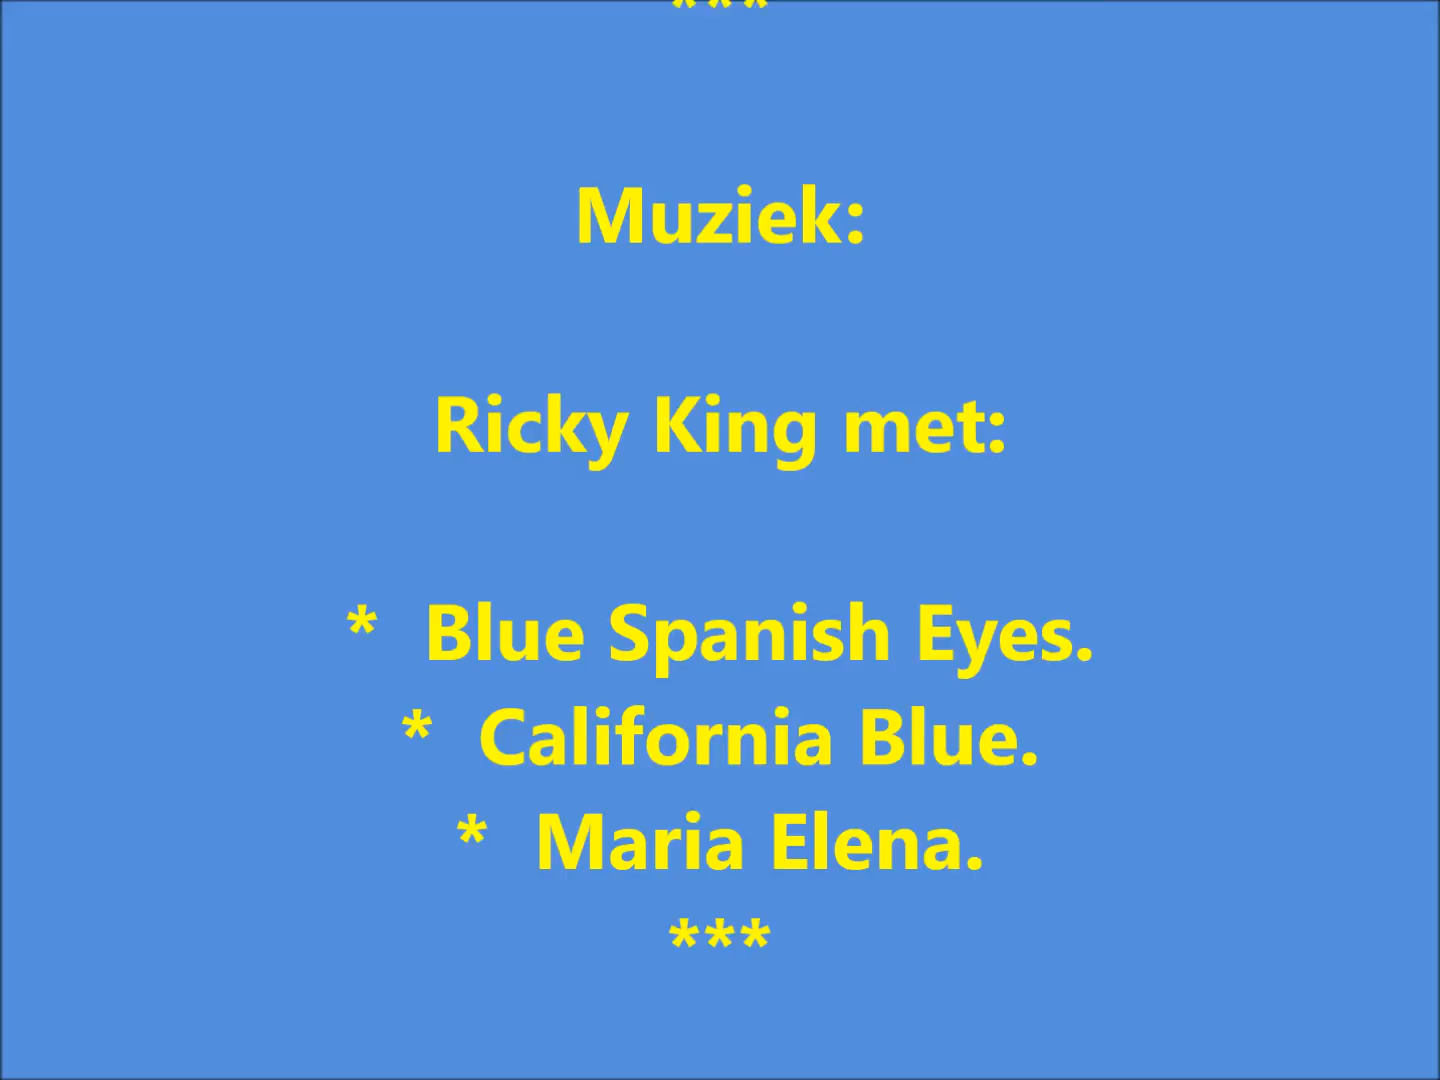 ***
Muziek:
Ricky King met:
* Blue Spanish Eyes.
* California Blue.
* Maria Elena.
***